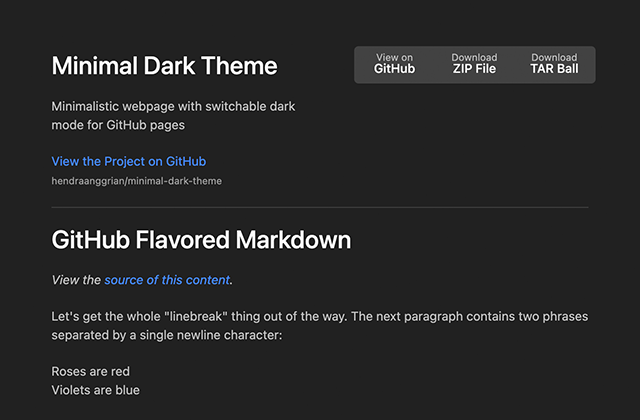 Minimal Dark Theme
View on
GitHub
Download
ZIP File
Download
TAR Ball
Minimalistic webpage with switchable dark
mode for GitHub pages
View the Project on GitHub
hendraanggrian/minimal-dark-theme
GitHub Flavored Markdown
View the source of this content.
Let's get the whole "linebreak" thing out of the way. The next paragraph contains two phrases
separated by a single newline character:
Roses are red
Violets are blue